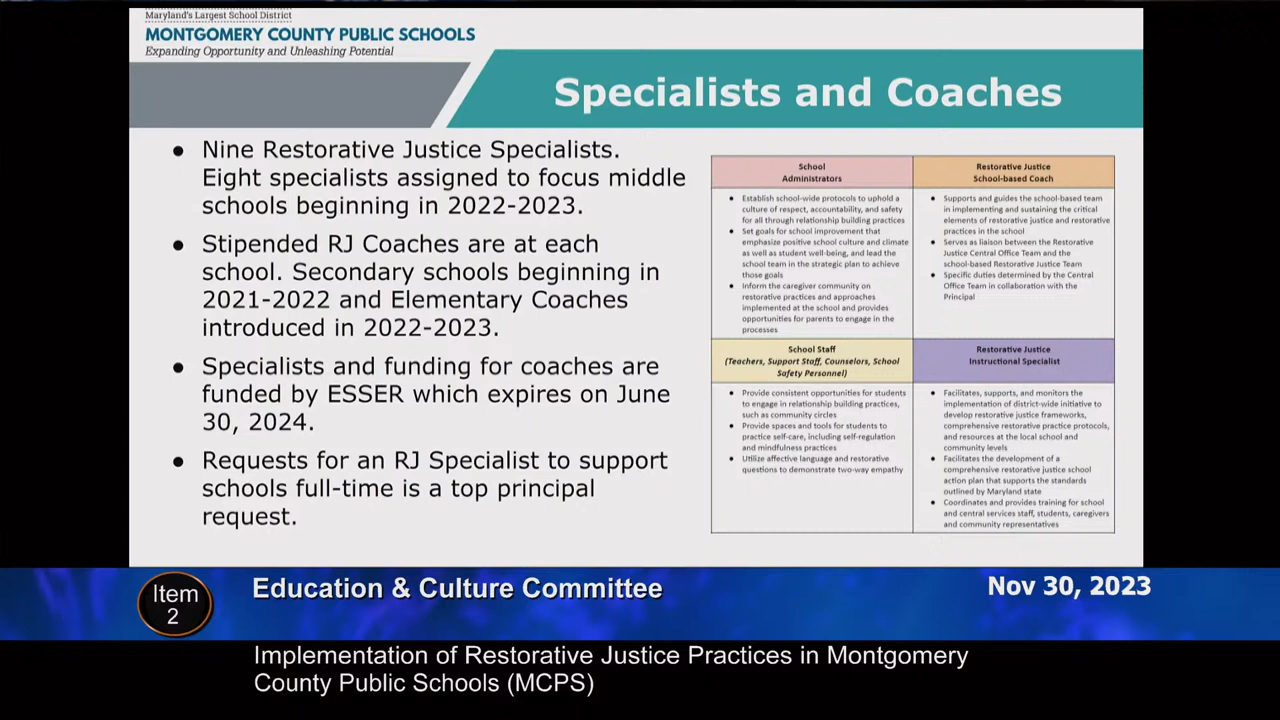 Maryland's Largest School District
MONTGOMERY COUNTY PUBLIC SCHOOLS
Expanding Opportunity and Unleashing Potential
Specialists and Coaches
● Nine Restorative Justice Specialists.
Eight specialists assigned to focus middle
schools beginning in 2022-2023.
● Stipended RJ Coaches are at each
school. Secondary schools beginning in
2021-2022 and Elementary Coaches
introduced in 2022-2023.
● Specialists and funding for coaches are
funded by ESSER which expires on June
30, 2024.
● Requests for an RJ Specialist to support
schools full-time is a top principal
request.
School
Administrators
● Establish school-wide protocols to uphold a
culture of respect, accountability, and safety
for all through relationship building practices
● Set goals for school improvement that
emphasize positive school culture and climate
as well as student well-being, and lead the
school team in the strategic plan to achieve
those goals
● Inform the caregiver community on
restorative practices and approaches
implemented at the school and provides
opportunities for parents to engage in the
processes
Restorative Justice
School-based Coach
● Supports and guides the school-based team
in implementing and sustaining the critical
elements of restorative justice and restorative
practices in the school
● Serves as liaison between the Restorative
Justice Central Office Team and the
school-based Restorative Justice Team
● Specific duties determined by the Central
Office Team in collaboration with the
Principal
School Staff
(Teachers, Support Staff, Counselors, School
Safety Personnel)
● Provide consistent opportunities for students
to engage in relationship building practices,
such as community circles
● Provide spaces and tools for students to
practice self-care, including self-regulation
and mindfulness practices
● Utilize affective language and restorative
questions to demonstrate two-way empathy
Restorative Justice
Instructional Specialist
● Facilitates, supports, and monitors the
implementation of district-wide initiative to
develop restorative justice frameworks,
comprehensive restorative practice protocols,
and resources at the local school and
community levels
● Facilitates the development of a
comprehensive restorative justice school
action plan that supports the standards
outlined by Maryland state
● Coordinates and provides training for school
and central services staff, students, caregivers
and community representatives
Item
2
Education & Culture Committee
Nov 30, 2023
Implementation of Restorative Justice Practices in Montgomery
County Public Schools (MCPS)